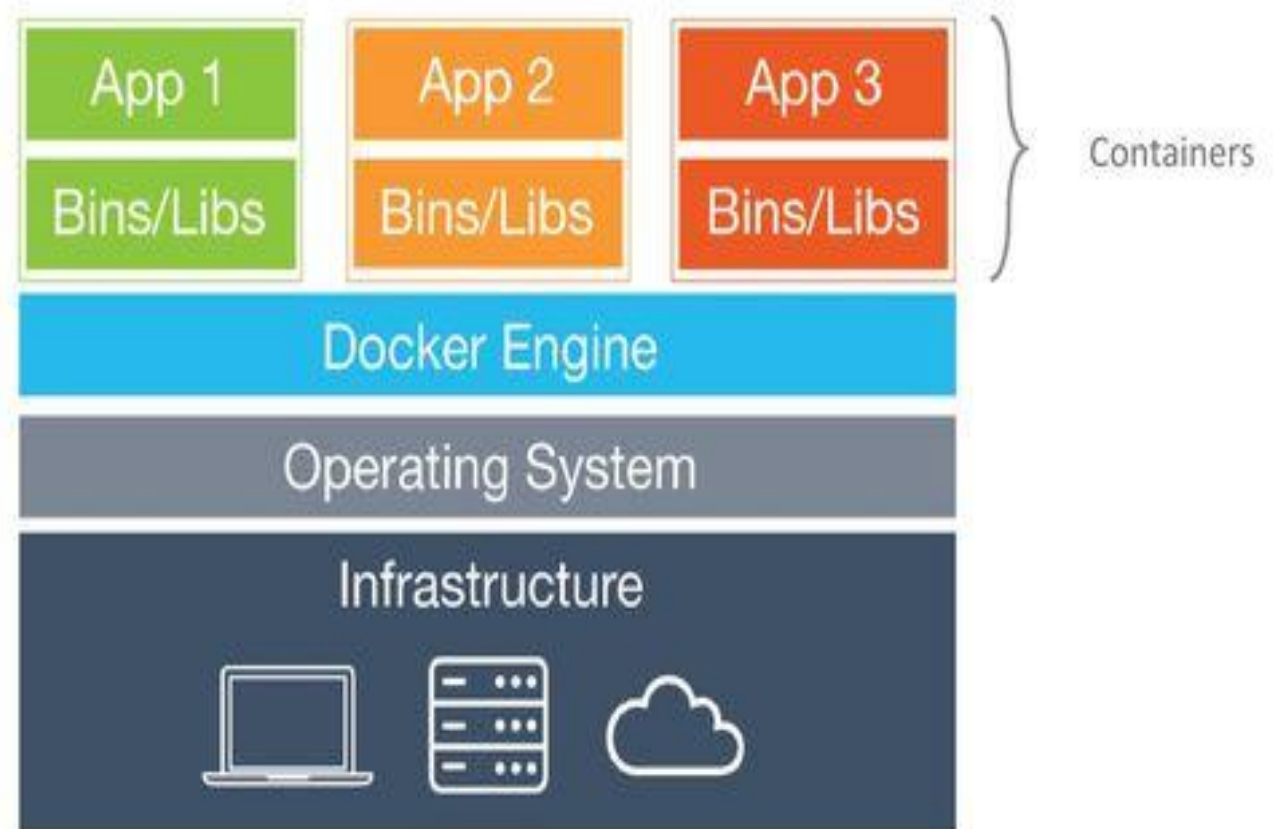 App 1
App 2
App 3
Containers
Bins/Libs
Bins/Libs
Bins/Libs
Docker Engine
Operating System
Infrastructure